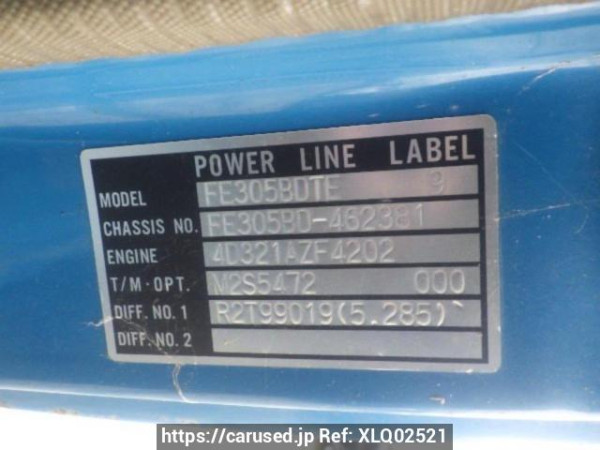 POWER LINE LABEL
MODEL FE305BDTE 9
CHASSIS NO. FE305BD-462381
ENGINE 4D321AZF4202
T/M·OPT. M2S5472 000
DIFF. NO. 1 R2T99019(5.285)
DIFF. NO. 2
https://carused.jp Ref: XLQ02521